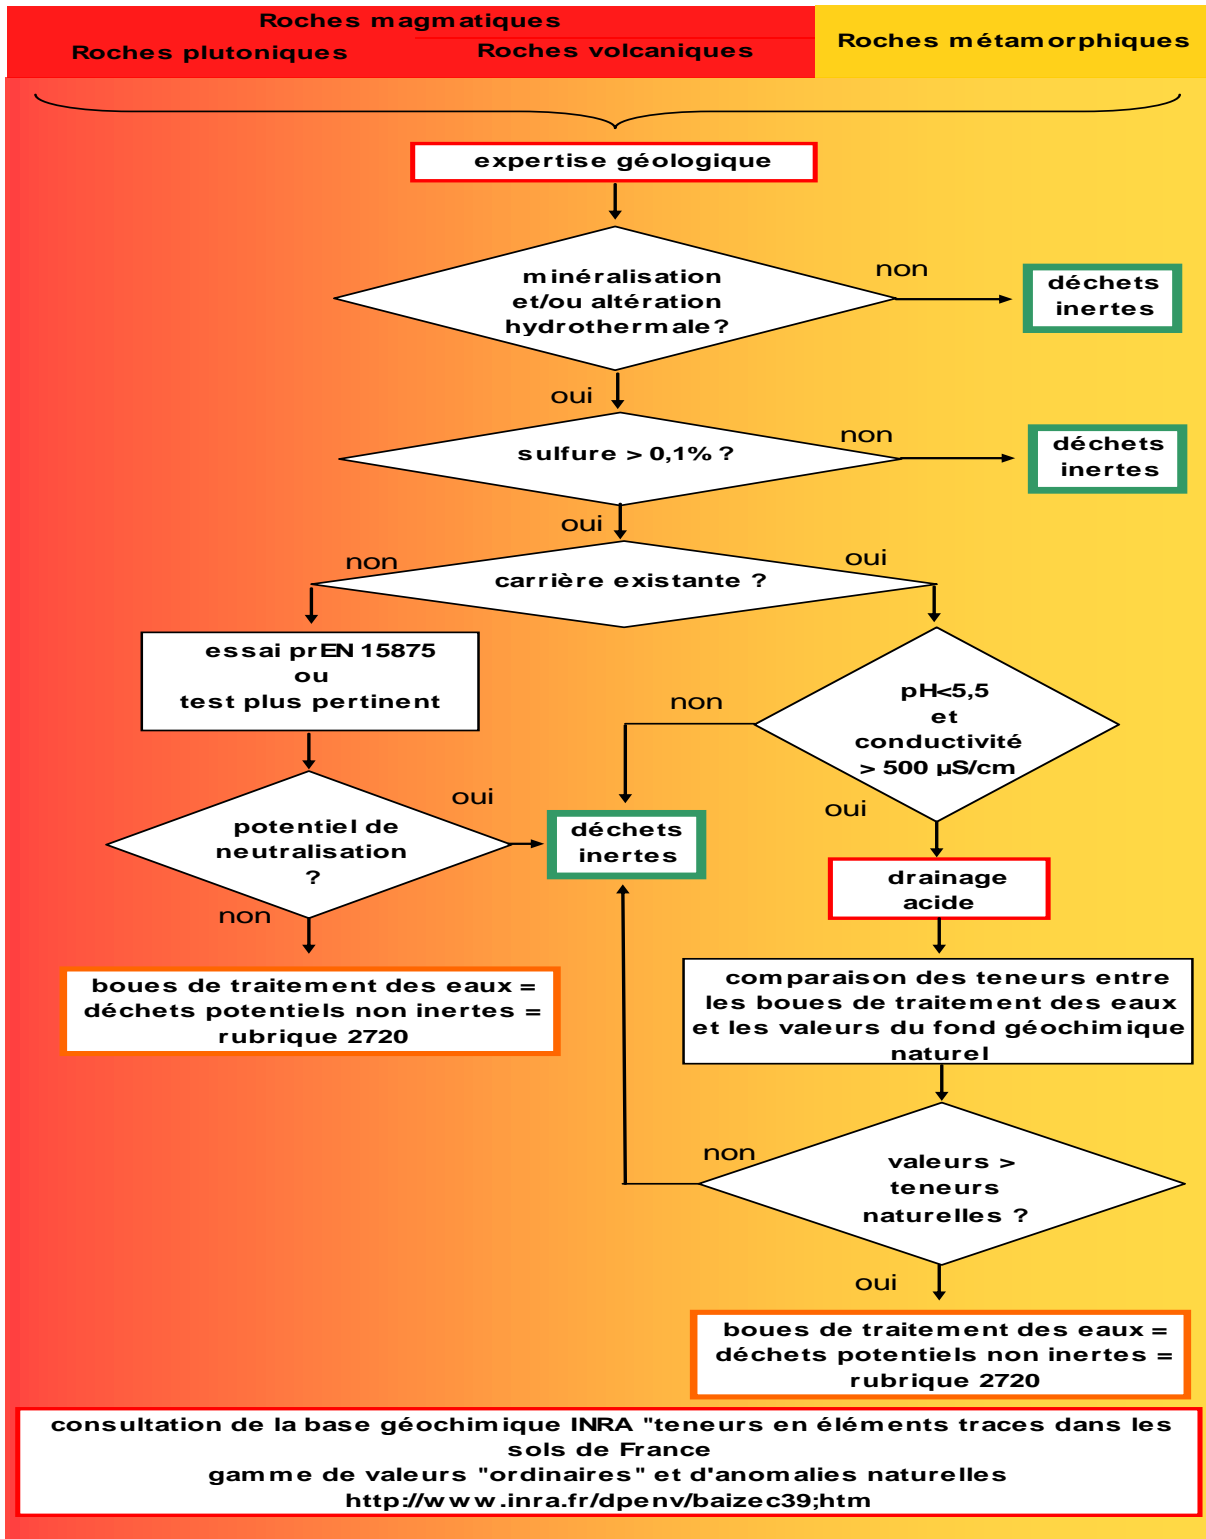 Roches magmatiques
Roches plutoniques
Roches volcaniques
Roches métamorphiques
expertise géologique
minéralisation
et/ou altération
hydrothermale?
non
déchets
inertes
oui
sulfure > 0,1% ?
non
déchets
inertes
oui
carrière existante ?
non
oui
essai prEN 15875
ou
test plus pertinent
pH<5,5
et
conductivité
> 500 µS/cm
non
oui
potentiel de
neutralisation
?
oui
déchets
inertes
non
drainage
acide
boues de traitement des eaux =
déchets potentiels non inertes =
rubrique 2720
comparaison des teneurs entre
les boues de traitement des eaux
et les valeurs du fond géochimique
naturel
valeurs >
teneurs
naturelles ?
non
oui
boues de traitement des eaux =
déchets potentiels non inertes =
rubrique 2720
consultation de la base géochimique INRA "teneurs en éléments traces dans les
sols de France
gamme de valeurs "ordinaires" et d'anomalies naturelles
http://www.inra.fr/dpenv/baizec39;htm